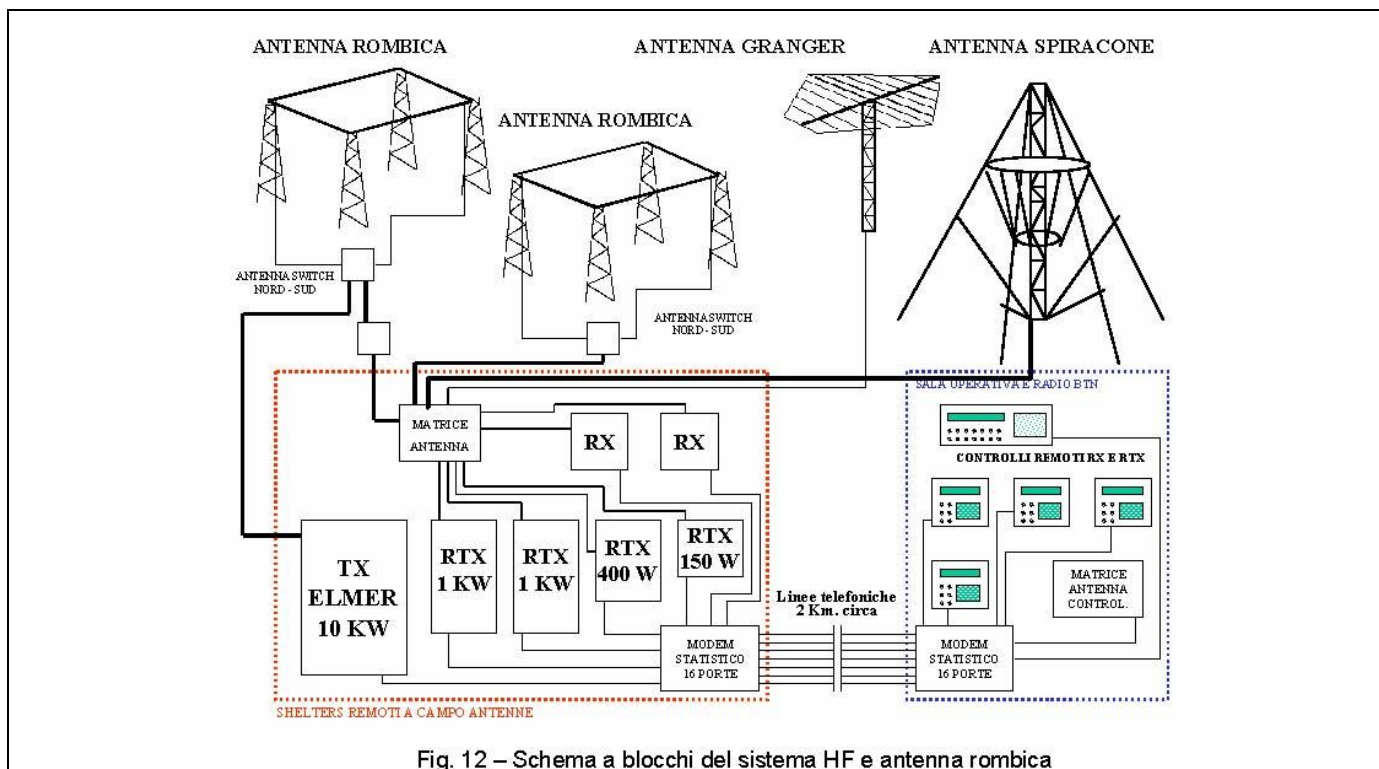 ANTENNA ROMBICA
ANTENNA GRANGER
ANTENNA SPIRACONE
ANTENNA ROMBICA
ANTENNA SWITCH
NORD - SUD
ANTENNA SWITCH
NORD - SUD
SALA OPERATIVA E RADIO BTN
MATRICE
ANTENNA
RX
RX
CONTROLLI REMOTI RX E RTX
TX
ELMER
10 KW
RTX
1 KW
RTX
1 KW
RTX
400 W
RTX
150 W
Linee telefoniche
2 Km. circa
MATRICE
ANTENNA
CONTROL.
MODEM
STATISTICO
16 PORTE
MODEM
STATISTICO
16 PORTE
SHELTERS REMOTI A CAMPO ANTENNE
Fig. 12 – Schema a blocchi del sistema HF e antenna rombica